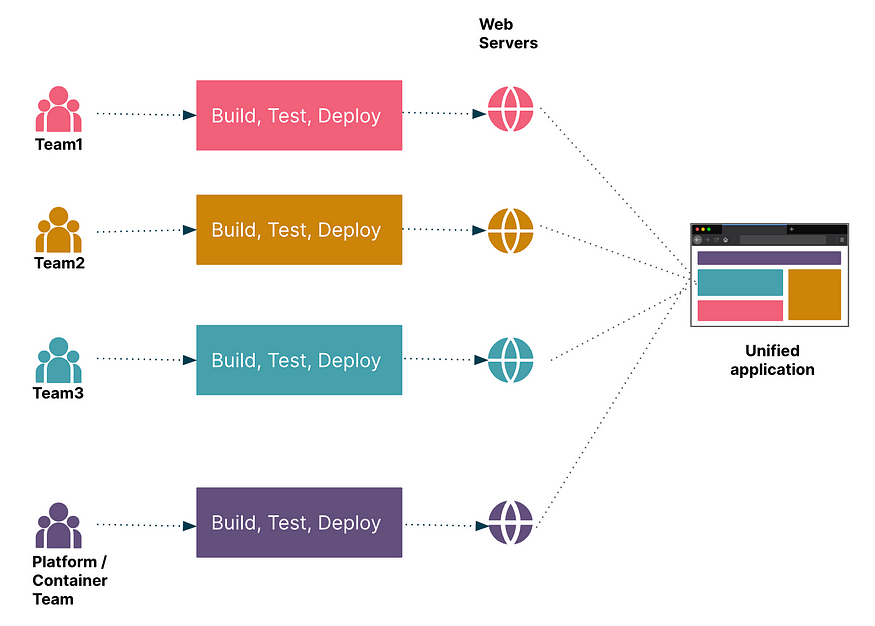 Web
Servers
Team1
Build, Test, Deploy
Team2
Build, Test, Deploy
Team3
Build, Test, Deploy
Unified
application
Platform /
Container
Team
Build, Test, Deploy